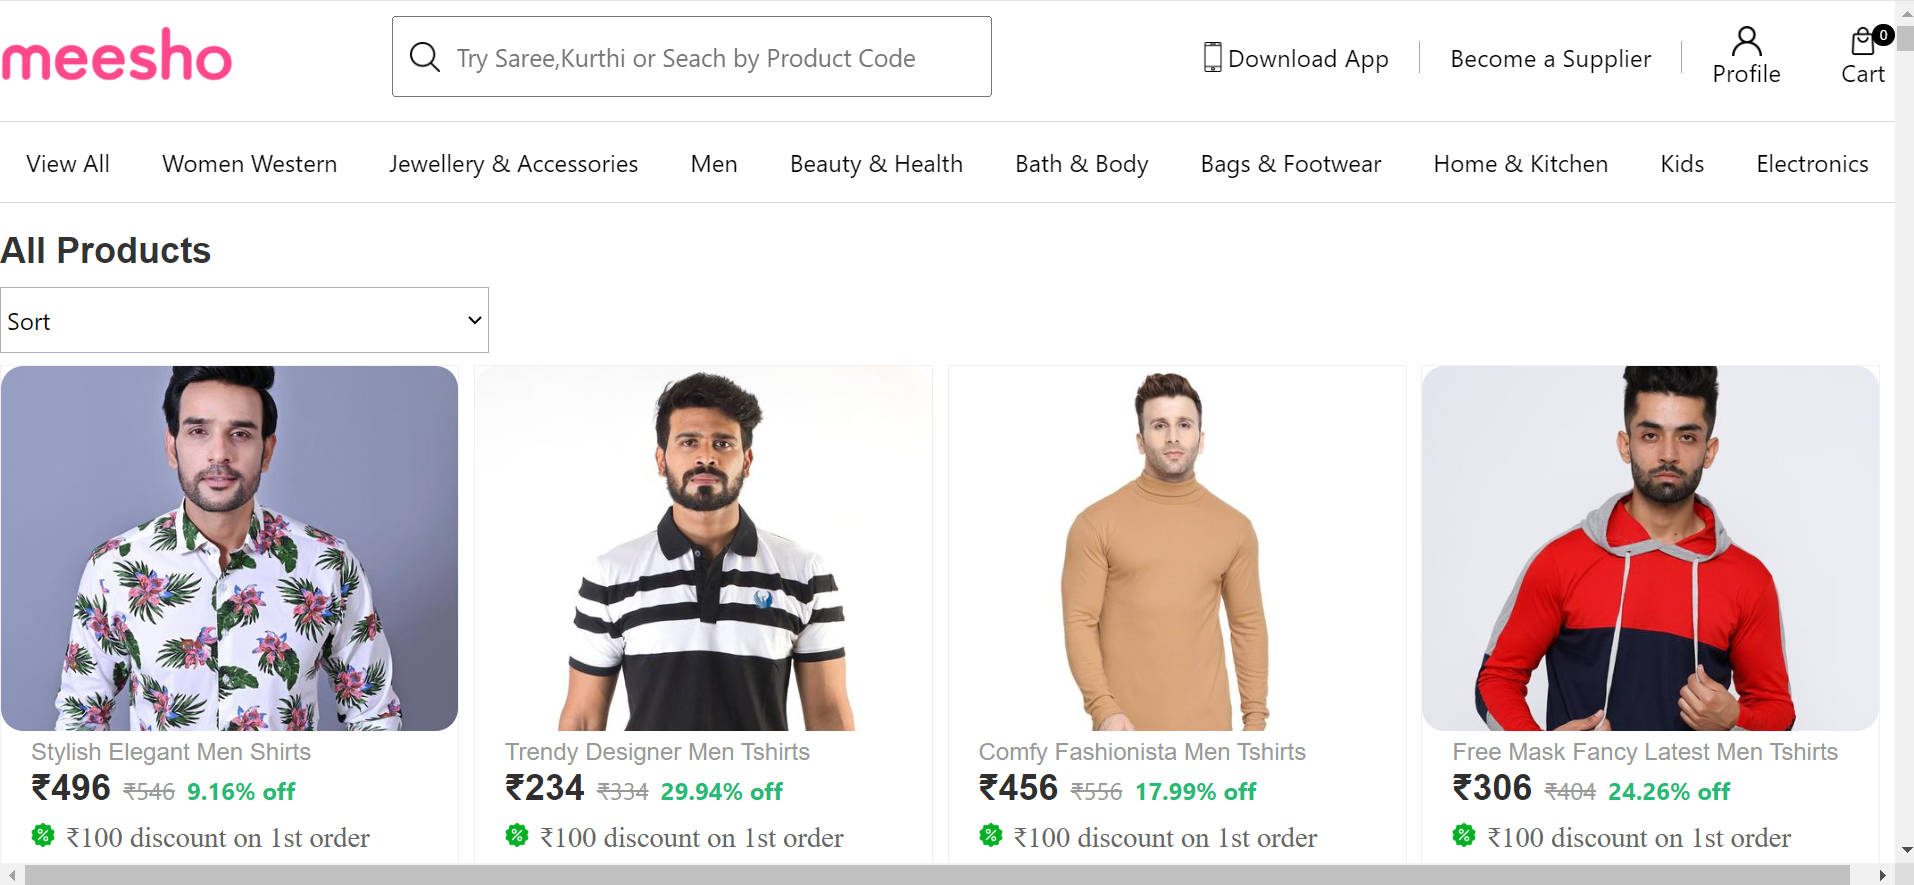 meesho
Try Saree,Kurthi or Seach by Product Code
Download App
Become a Supplier
Profile
0
Cart
View All Women Western Jewellery & Accessories Men Beauty & Health Bath & Body Bags & Footwear Home & Kitchen Kids Electronics
All Products
Sort
Stylish Elegant Men Shirts
₹496 ₹546 9.16% off
₹100 discount on 1st order
Trendy Designer Men Tshirts
₹234 ₹334 29.94% off
₹100 discount on 1st order
Comfy Fashionista Men Tshirts
₹456 ₹556 17.99% off
₹100 discount on 1st order
Free Mask Fancy Latest Men Tshirts
₹306 ₹404 24.26% off
₹100 discount on 1st order